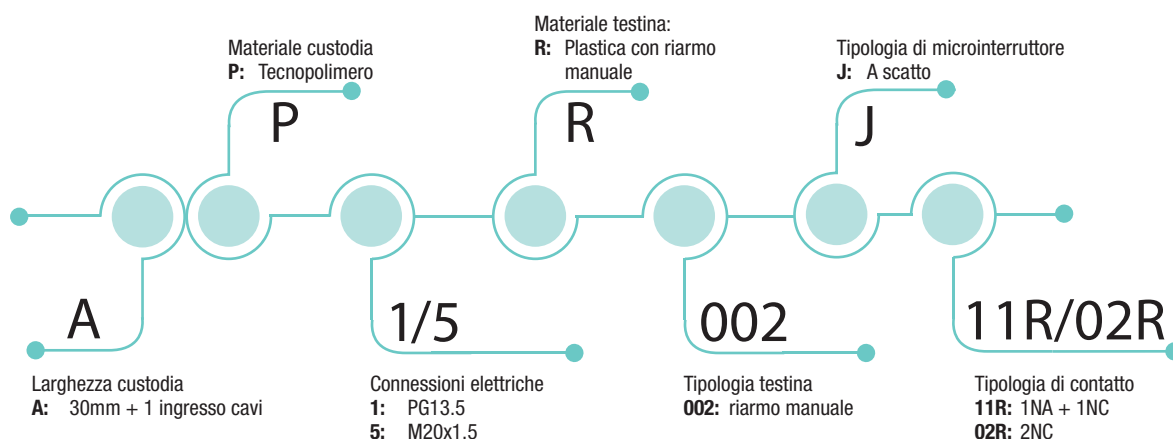 Materiale custodia
P: Tecnopolimero
Materiale testina:
R: Plastica con riarmo
manuale
Tipologia di microinterruttore
J: A scatto
P
R
J
A
1/5
002
11R/02R
Larghezza custodia
A: 30mm + 1 ingresso cavi
Connessioni elettriche
1: PG13.5
5: M20x1.5
Tipologia testina
002: riarmo manuale
Tipologia di contatto
11R: 1NA + 1NC
02R: 2NC